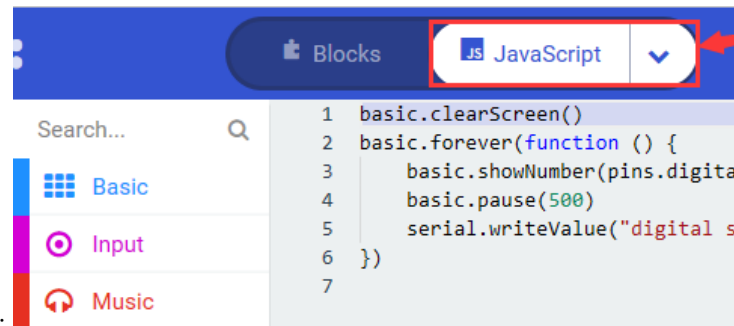 Blocks
JS JavaScript
Search...
Basic
Input
Music
1 basic.clearScreen()
2 basic.forever(function () {
3 basic.showNumber(pins.digita
4 basic.pause(500)
5 serial.writeValue("digital s
6 })
7
.